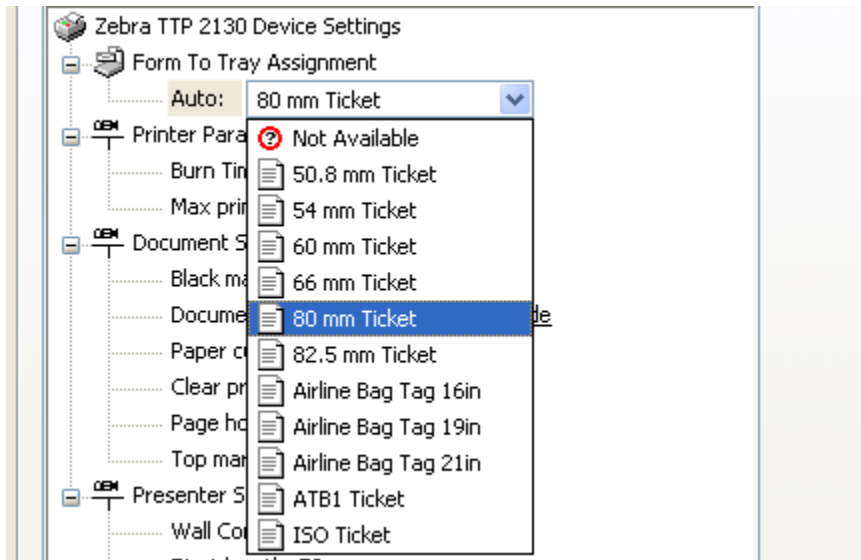 Zebra TTP 2130 Device Settings
Form To Tray Assignment
Auto: 80 mm Ticket
Printer Para
Not Available
Burn Tin
50.8 mm Ticket
Max prin
54 mm Ticket
Document S
60 mm Ticket
Black ma
66 mm Ticket
Docume
80 mm Ticket
de
Paper cu
82.5 mm Ticket
Clear pr
Airline Bag Tag 16in
Page ho
Airline Bag Tag 19in
Top mar
Airline Bag Tag 21in
Presenter S
ATB1 Ticket
Wall Co
ISO Ticket